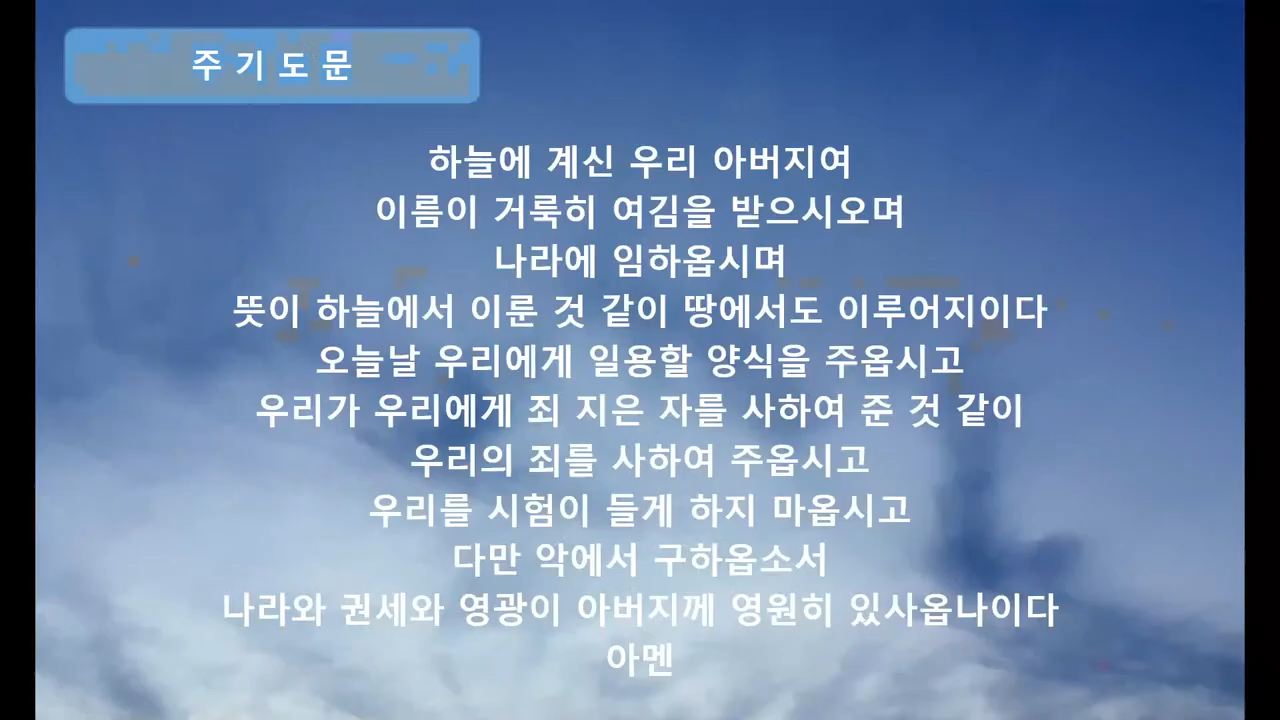 주기도문
하늘에 계신 우리 아버지여
이름이 거룩히 여김을 받으시오며
나라에 임하옵시며
뜻이 하늘에서 이룬 것 같이 땅에서도 이루어지이다
오늘날 우리에게 일용할 양식을 주옵시고
우리가 우리에게 죄 지은 자를 사하여 준 것 같이
우리의 죄를 사하여 주옵시고
우리를 시험이 들게 하지 마옵시고
다만 악에서 구하옵소서
나라와 권세와 영광이 아버지께 영원히 있사옵나이다
아멘